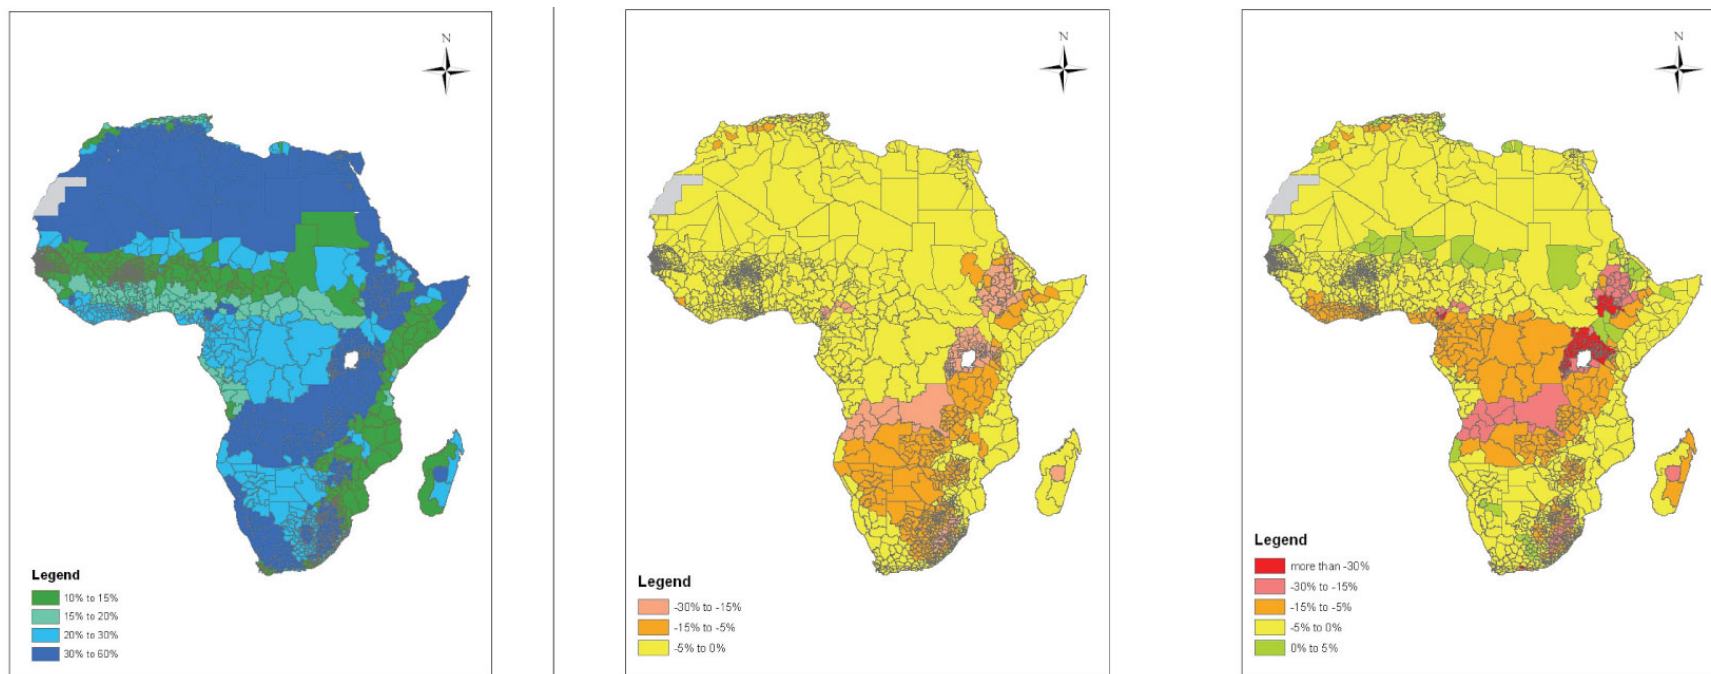 N
Legend
10% to 15%
15% to 20%
20% to 30%
30% to 60%
N
Legend
-30% to -15%
-15% to -5%
-5% to 0%
N
Legend
more than -30%
-30% to -15%
-15% to -5%
-5% to 0%
0% to 5%